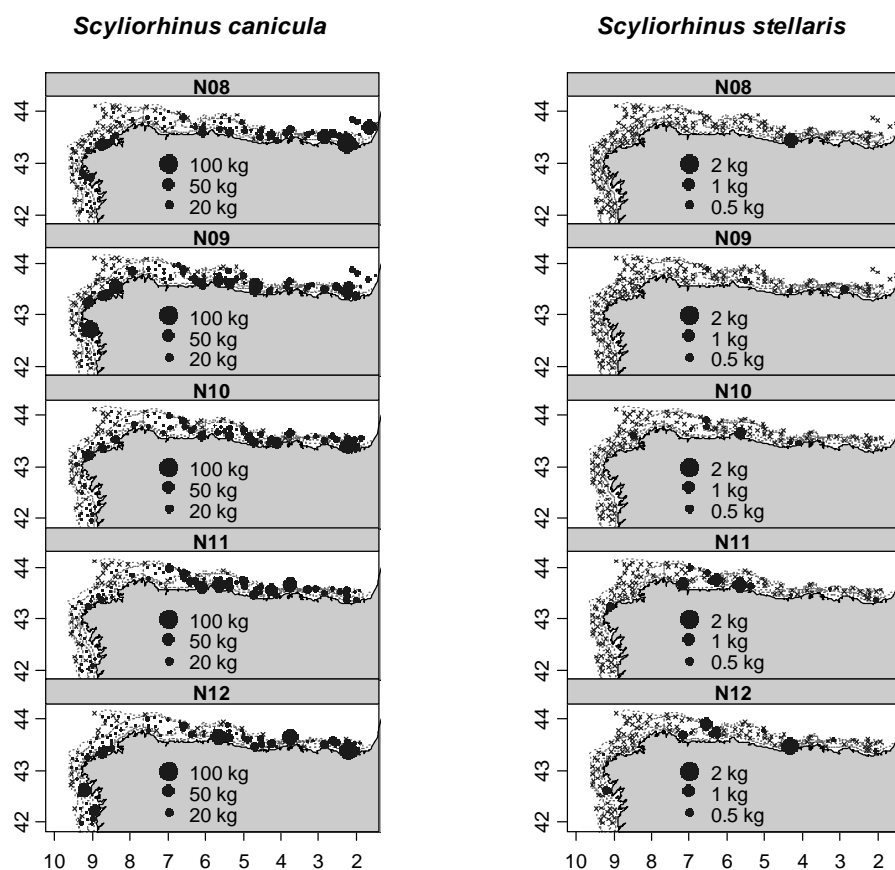 Scyliorhinus canicula
N08
44
43
42
100 kg
50 kg
20 kg
N09
44
43
42
100 kg
50 kg
20 kg
N10
44
43
42
100 kg
50 kg
20 kg
N11
44
43
42
100 kg
50 kg
20 kg
N12
44
43
42
100 kg
50 kg
20 kg
10 9 8 7 6 5 4 3 2
Scyliorhinus stellaris
N08
44
43
42
2 kg
1 kg
0.5 kg
N09
44
43
42
2 kg
1 kg
0.5 kg
N10
44
43
42
2 kg
1 kg
0.5 kg
N11
44
43
42
2 kg
1 kg
0.5 kg
N12
44
43
42
2 kg
1 kg
0.5 kg
10 9 8 7 6 5 4 3 2